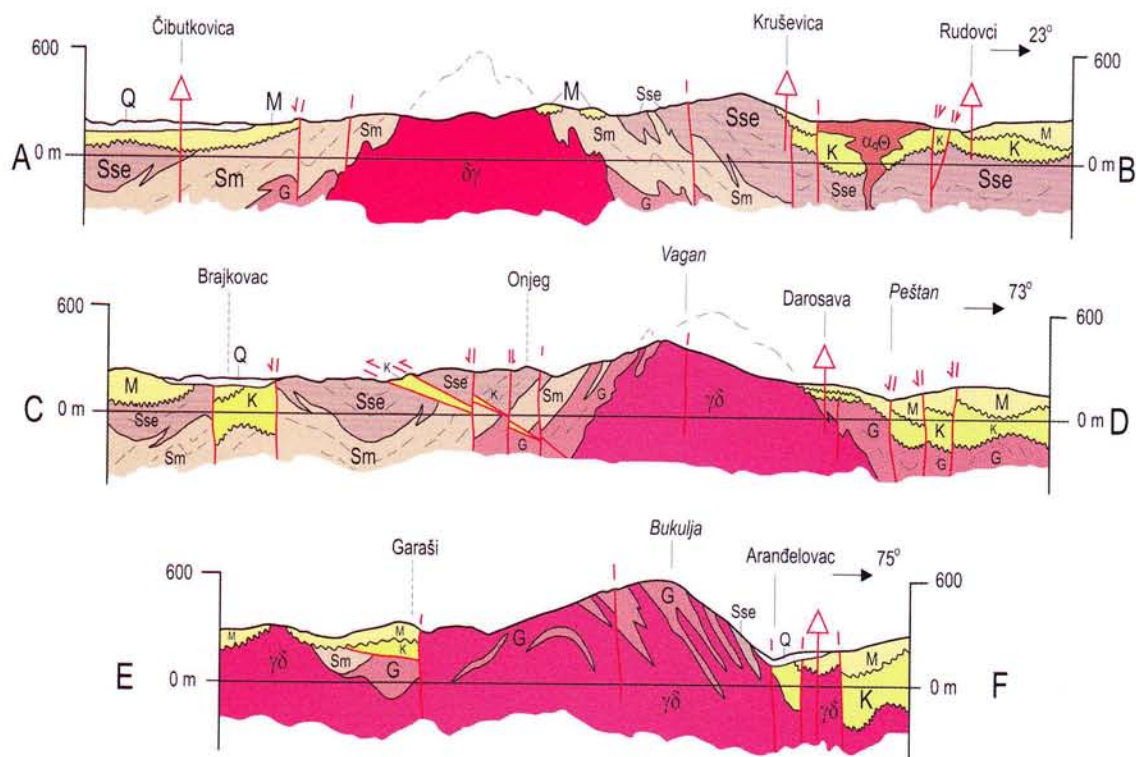 Čibutkovica
Kruševica
Rudovci
23°
600
600
Q
M
M
Sse
Sse
Sm
Sm
K
αqΘ
K
M
K
A
0 m
Sse
Sm
G
δγ
G
Sm
Sse
Sse
0 m
B
Vagan
Brajkovac
Onjeg
Darosava
Peštan
73°
600
600
Q
M
K
Sse
Sm
G
M
M
C
0 m
Sse
K
Sse
K
γδ
G
K
K
0 m
D
Sm
Sm
G
G
G
Bukulja
Garaši
Aranđelovac
75°
600
600
M
M
K
G
G
Sse
Q
M
E
0 m
γδ
Sm
G
γδ
γδ
K
0 m
F